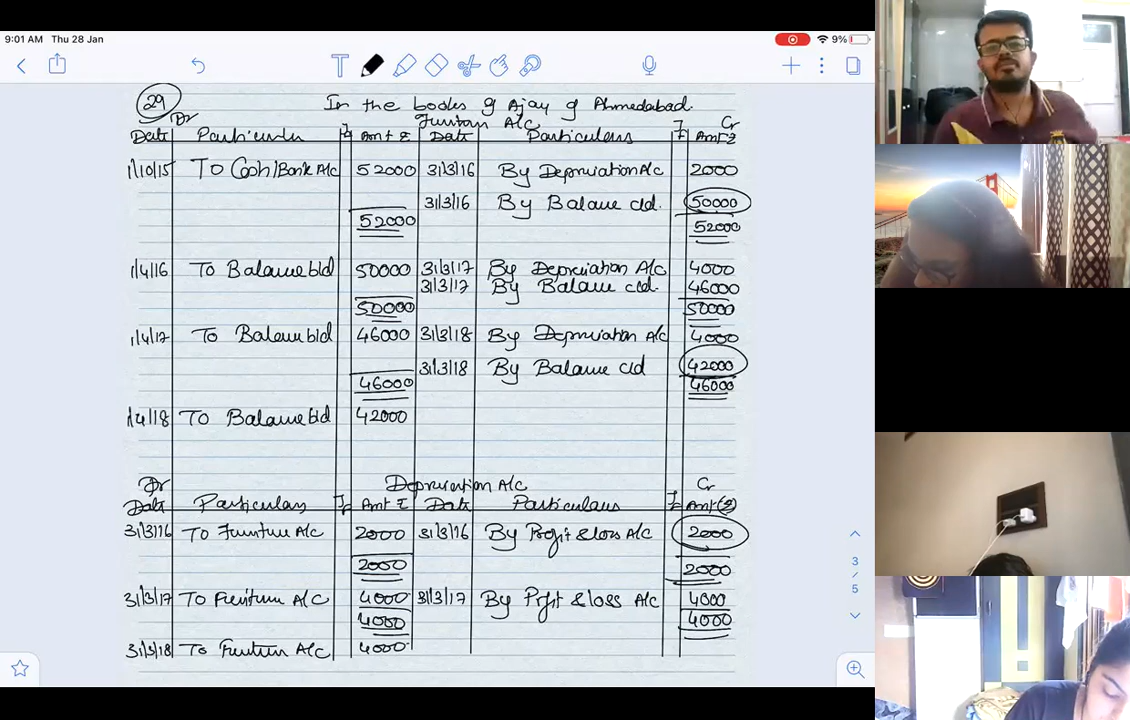 9:01 AM Thu 28 Jan 9%
29 In the books of Ajay of Ahmedabad.
Dr Furniture A/c Cr
Date Particulars Amt ₹ Date Particulars Amt ₹
1/10/15 To Cash/Bank A/c 52000 31/3/16 By Depreciation A/c 2000
31/3/16 By Balance c/d. 50000
52000 52000
1/4/16 To Balance b/d 50000 31/3/17 By Depreciation A/c 4000
31/3/17 By Balance c/d. 46000
50000 50000
1/4/17 To Balance b/d 46000 31/3/18 By Depreciation A/c 4000
31/3/18 By Balance c/d 42000
46000 46000
1/4/18 To Balance b/d 42000
Dr Depreciation A/c Cr
Date Particulars Amt ₹ Date Particulars Amt (₹)
31/3/16 To Furniture A/c 2000 31/3/16 By Profit & loss A/c 2000
2000 2000
31/3/17 To Furniture A/c 4000 31/3/17 By Profit & loss A/c 4000
4000 4000
31/3/18 To Furniture A/c 4000
3
/
5